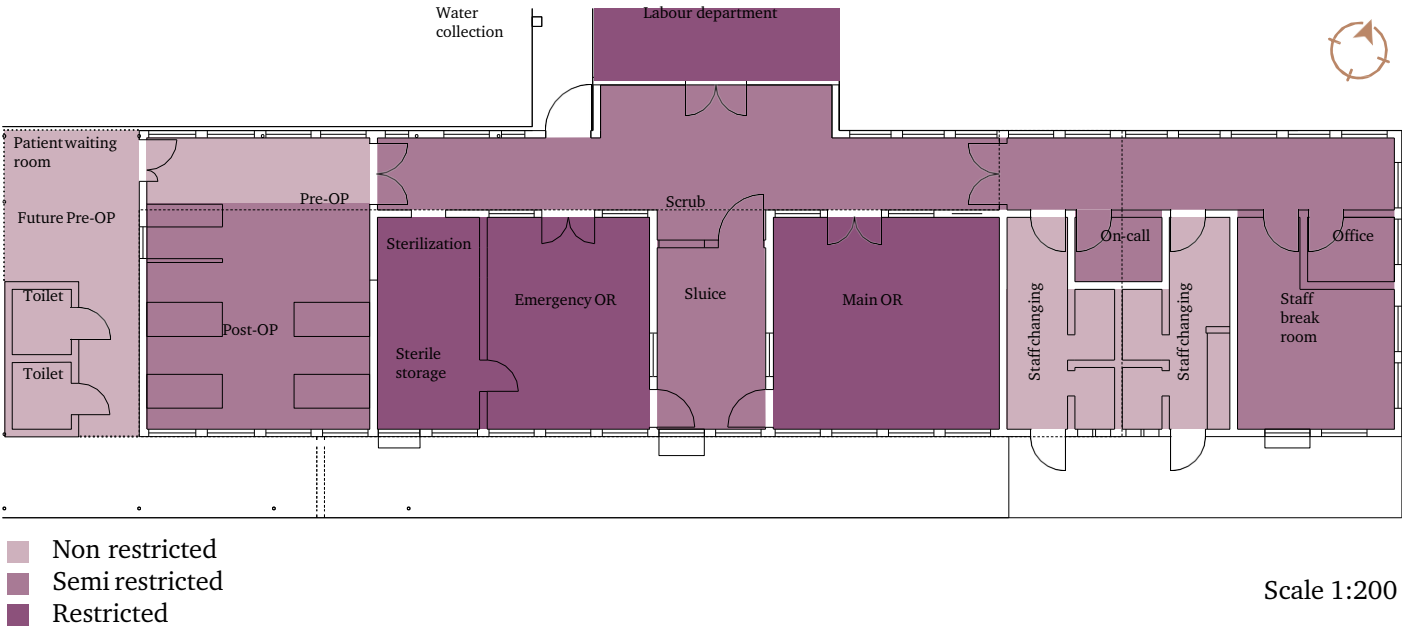 Water
collection
Labour department
Patient waiting
room
Pre-OP
Future Pre-OP
Scrub
Sterilization
On-call
Office
Toilet
Emergency OR
Sluice
Main OR
Staff changing
Staff changing
Staff
break
room
Post-OP
Sterile
storage
Toilet
Non restricted
Semi restricted
Restricted
Scale 1:200